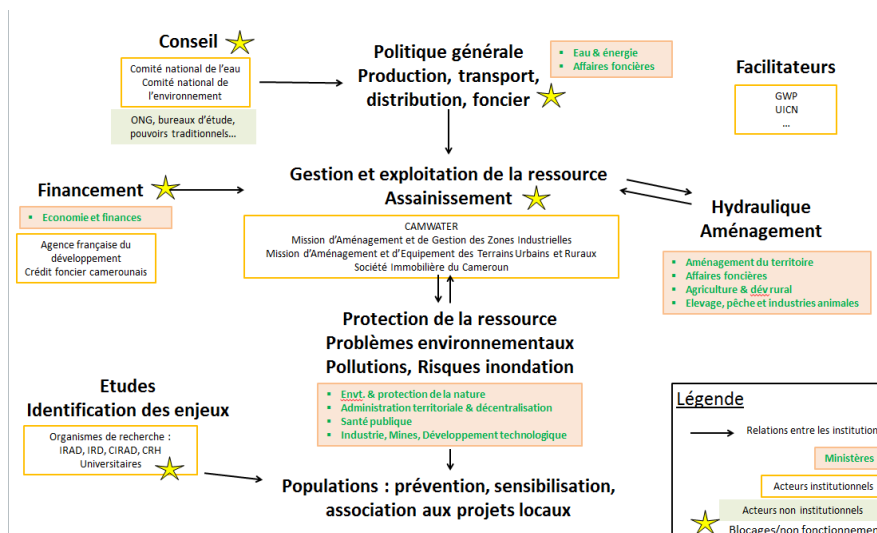 Conseil
Comité national de l'eau
Comité national de
l'environnement
ONG, bureaux d'étude,
pouvoirs traditionnels...
Politique générale
Production, transport,
distribution, foncier
Eau & énergie
Affaires foncières
Facilitateurs
GWP
UICN
...
Financement
Economie et finances
Agence française du
développement
Crédit foncier camerounais
Gestion et exploitation de la ressource
Assainissement
CAMWATER
Mission d'Aménagement et de Gestion des Zones Industrielles
Mission d'Aménagement et d'Equipement des Terrains Urbains et Ruraux
Société Immobilière du Cameroun
Hydraulique
Aménagement
Aménagement du territoire
Affaires foncières
Agriculture & dév rural
Elevage, pêche et industries animales
Protection de la ressource
Problèmes environnementaux
Pollutions, Risques inondation
Envt. & protection de la nature
Administration territoriale & décentralisation
Santé publique
Industrie, Mines, Développement technologique
Etudes
Identification des enjeux
Organismes de recherche :
IRAD, IRD, CIRAD, CRH
Universitaires
Populations : prévention, sensibilisation,
association aux projets locaux
Légende
Relations entre les institution
Ministères
Acteurs institutionnels
Acteurs non institutionnels
Blocages/non fonctionnemen